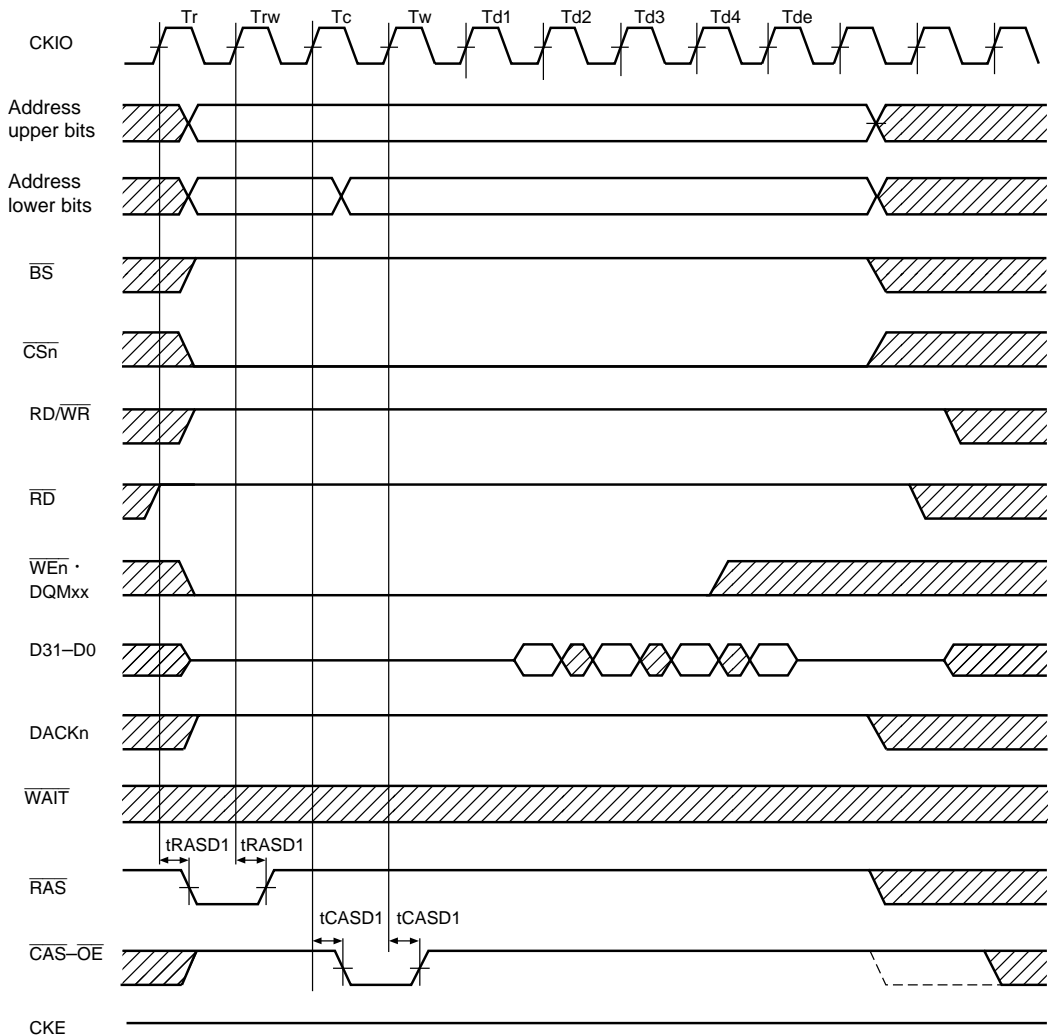 Tr Trw Tc Tw Td1 Td2 Td3 Td4 Tde
CKIO
Address
upper bits
Address
lower bits
BS
CSn
RD/WR
RD
WEn ·
DQMxx
D31–D0
DACKn
WAIT
tRASD1 tRASD1
RAS
tCASD1 tCASD1
CAS–OE
CKE